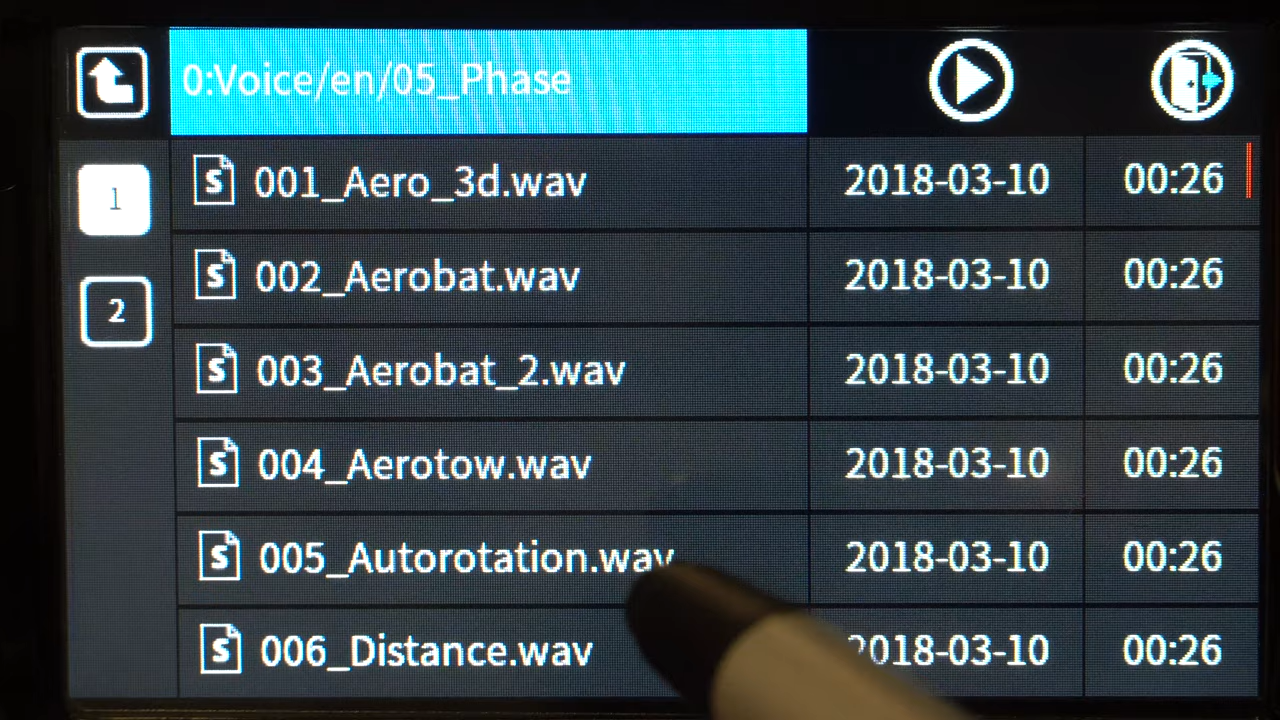 0:Voice/en/05_Phase
1
2
S 001_Aero_3d.wav 2018-03-10 00:26
S 002_Aerobat.wav 2018-03-10 00:26
S 003_Aerobat_2.wav 2018-03-10 00:26
S 004_Aerotow.wav 2018-03-10 00:26
S 005_Autorotation.wav 2018-03-10 00:26
S 006_Distance.wav 2018-03-10 00:26